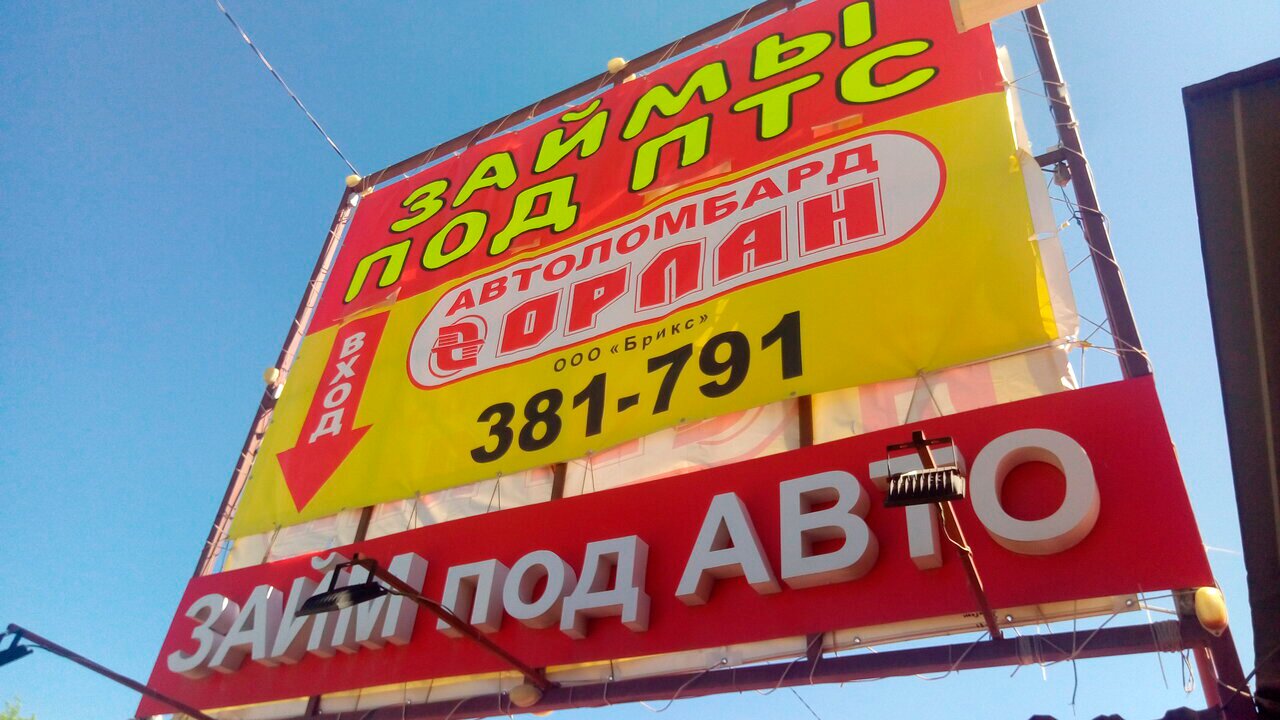 ЗАЙМЫ
ПОД ПТС
АВТОЛОМБАРД
ОРЛАН
ООО «Брикс»
381-791
ВХОД
ЗАЙМ ПОД АВТО